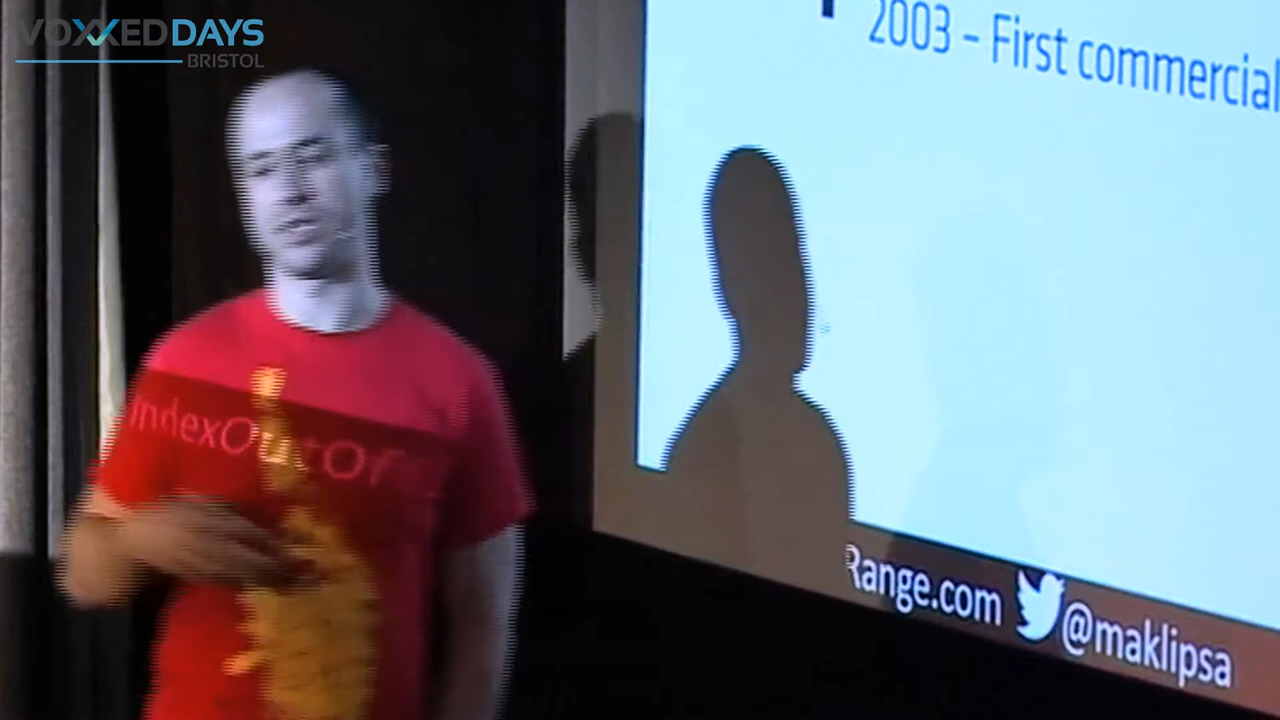 VOXXEDDAYS
BRISTOL
2003 – First commercial
IndexOutOf
Range.com @maklipsa